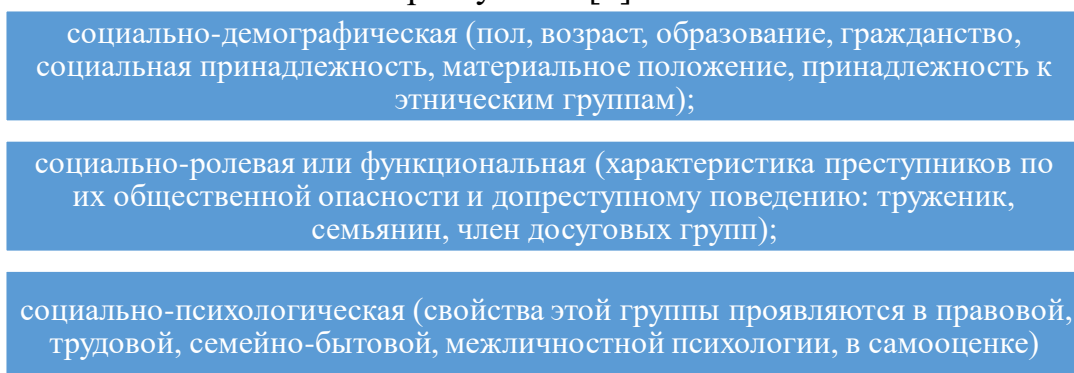 социально-демографическая (пол, возраст, образование, гражданство,
социальная принадлежность, материальное положение, принадлежность к
этническим группам);
социально-ролевая или функциональная (характеристика преступников по
их общественной опасности и допреступному поведению: труженик,
семьянин, член досуговых групп);
социально-психологическая (свойства этой группы проявляются в правовой,
трудовой, семейно-бытовой, межличностной психологии, в самооценке)